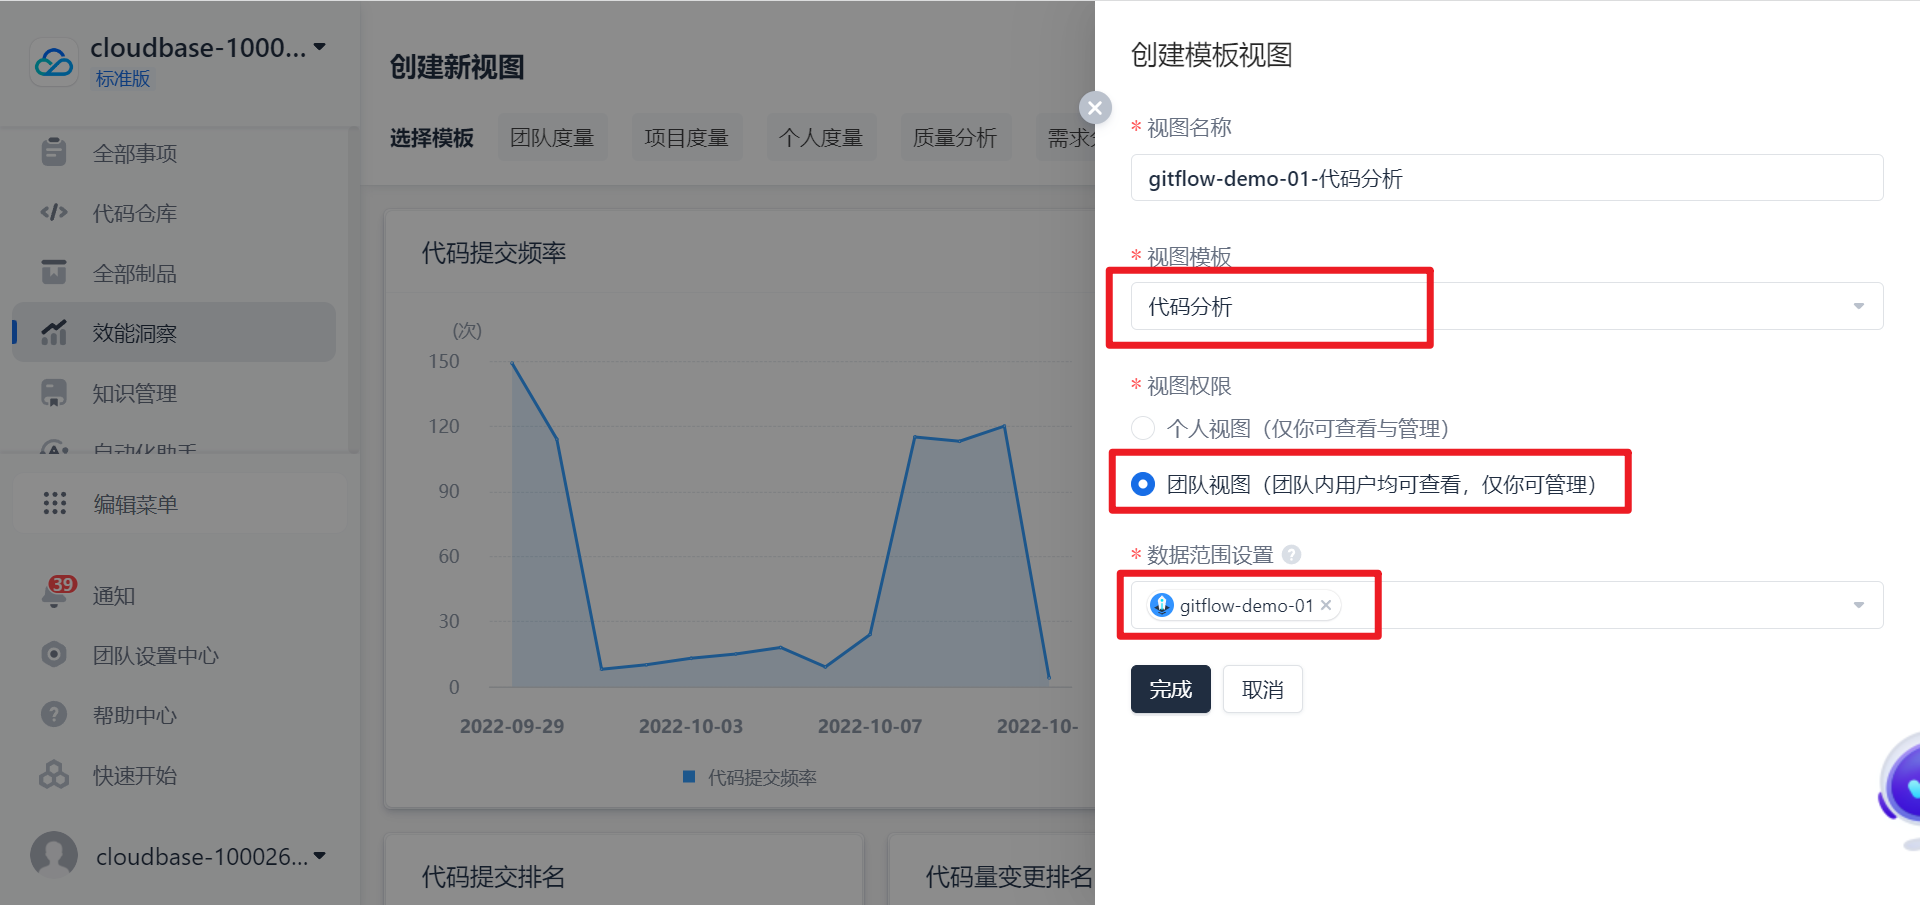 cloudbase-1000...
标准版
全部事项
代码仓库
全部制品
效能洞察
知识管理
自动化助手
编辑菜单
39
通知
团队设置中心
帮助中心
快速开始
cloudbase-100026...
创建新视图
选择模板
团队度量
项目度量
个人度量
质量分析
需求分
代码提交频率
(次)
150
120
90
60
30
0
2022-09-29
2022-10-03
2022-10-07
2022-10-
代码提交频率
代码提交排名
代码量变更排名
创建模板视图
* 视图名称
gitflow-demo-01-代码分析
* 视图模板
代码分析
* 视图权限
个人视图（仅你可查看与管理）
团队视图（团队内用户均可查看，仅你可管理）
* 数据范围设置 ?
gitflow-demo-01 ×
完成
取消